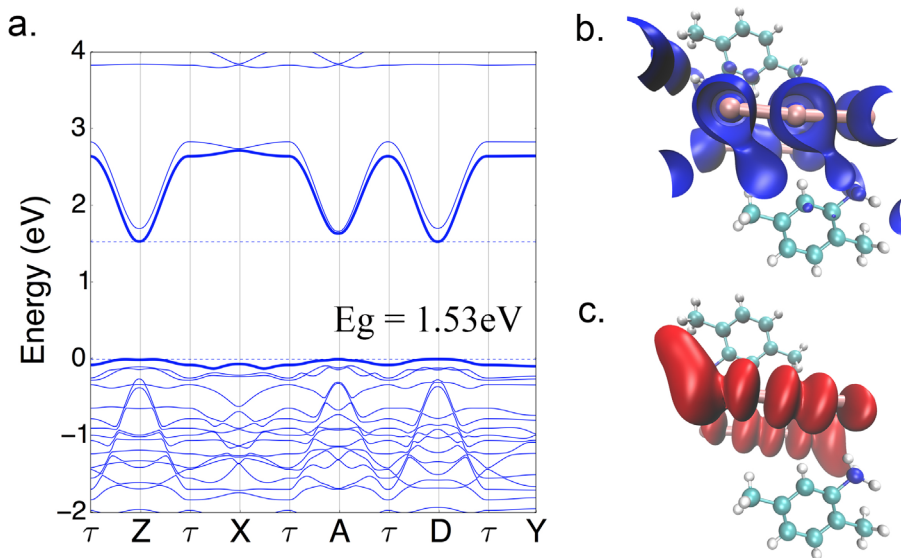 a.
4
3
2
1
0
−1
−2
Energy (eV)
Eg = 1.53eV
τ Z X τ A τ D τ Y
b.
c.